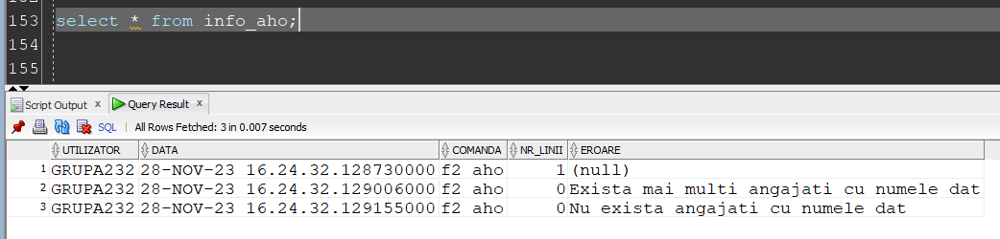 153 select * from info_aho;
154
155
Script Output x Query Result x
SQL All Rows Fetched: 3 in 0.007 seconds
UTILIZATOR DATA COMANDA NR_LINII EROARE
1 GRUPA232 28-NOV-23 16.24.32.128730000 f2 aho 1 (null)
2 GRUPA232 28-NOV-23 16.24.32.129006000 f2 aho 0 Exista mai multi angajati cu numele dat
3 GRUPA232 28-NOV-23 16.24.32.129155000 f2 aho 0 Nu exista angajati cu numele dat